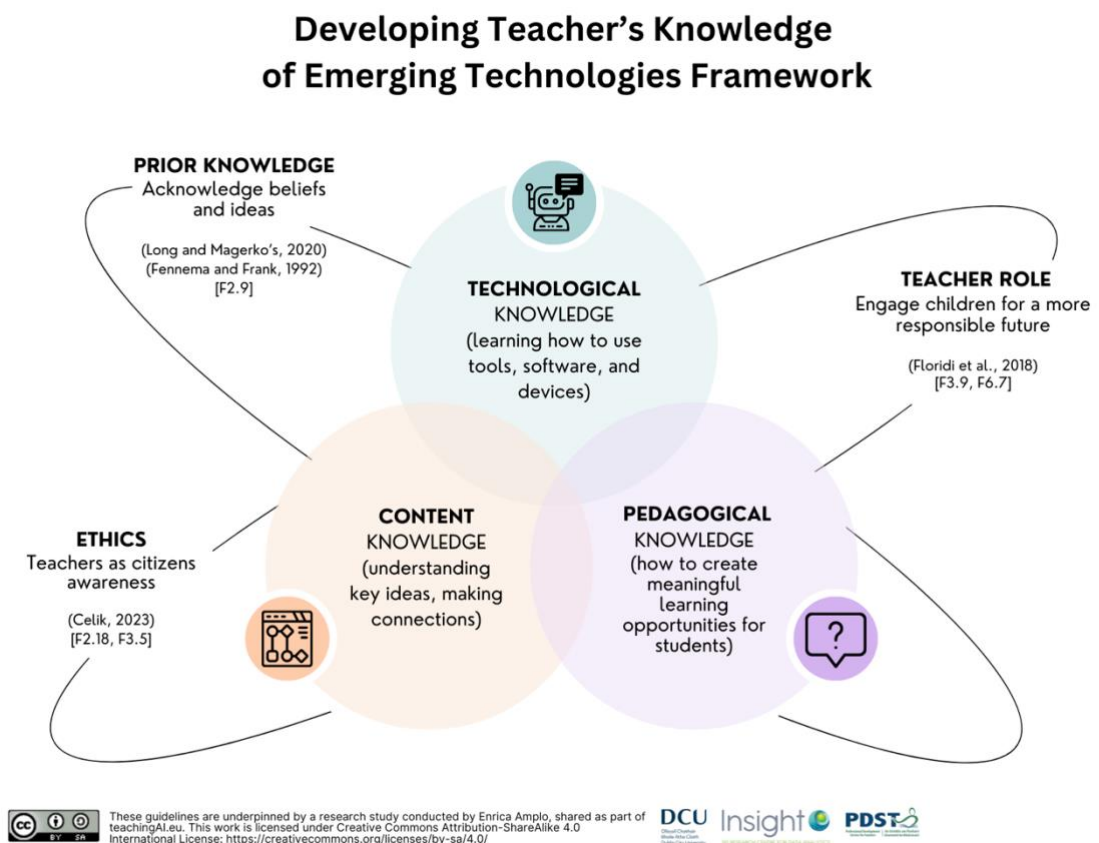 Developing Teacher's Knowledge
of Emerging Technologies Framework
PRIOR KNOWLEDGE
Acknowledge beliefs
and ideas
(Long and Magerko's, 2020)
(Fennema and Frank, 1992)
[F2.9]
TECHNOLOGICAL
KNOWLEDGE
(learning how to use
tools, software, and
devices)
TEACHER ROLE
Engage children for a more
responsible future
(Floridi et al., 2018)
[F3.9, F6.7]
ETHICS
Teachers as citizens
awareness
(Celik, 2023)
[F2.18, F3.5]
CONTENT
KNOWLEDGE
(understanding
key ideas, making
connections)
PEDAGOGICAL
KNOWLEDGE
(how to create
meaningful
learning
opportunities for
students)
?
cc
BY SA
These guidelines are underpinned by a research study conducted by Enrica Amplo, shared as part of
teachingAI.eu. This work is licensed under Creative Commons Attribution-ShareAlike 4.0
International License: https://creativecommons.org/licenses/by-sa/4.0/
DCU
Insight
PDST